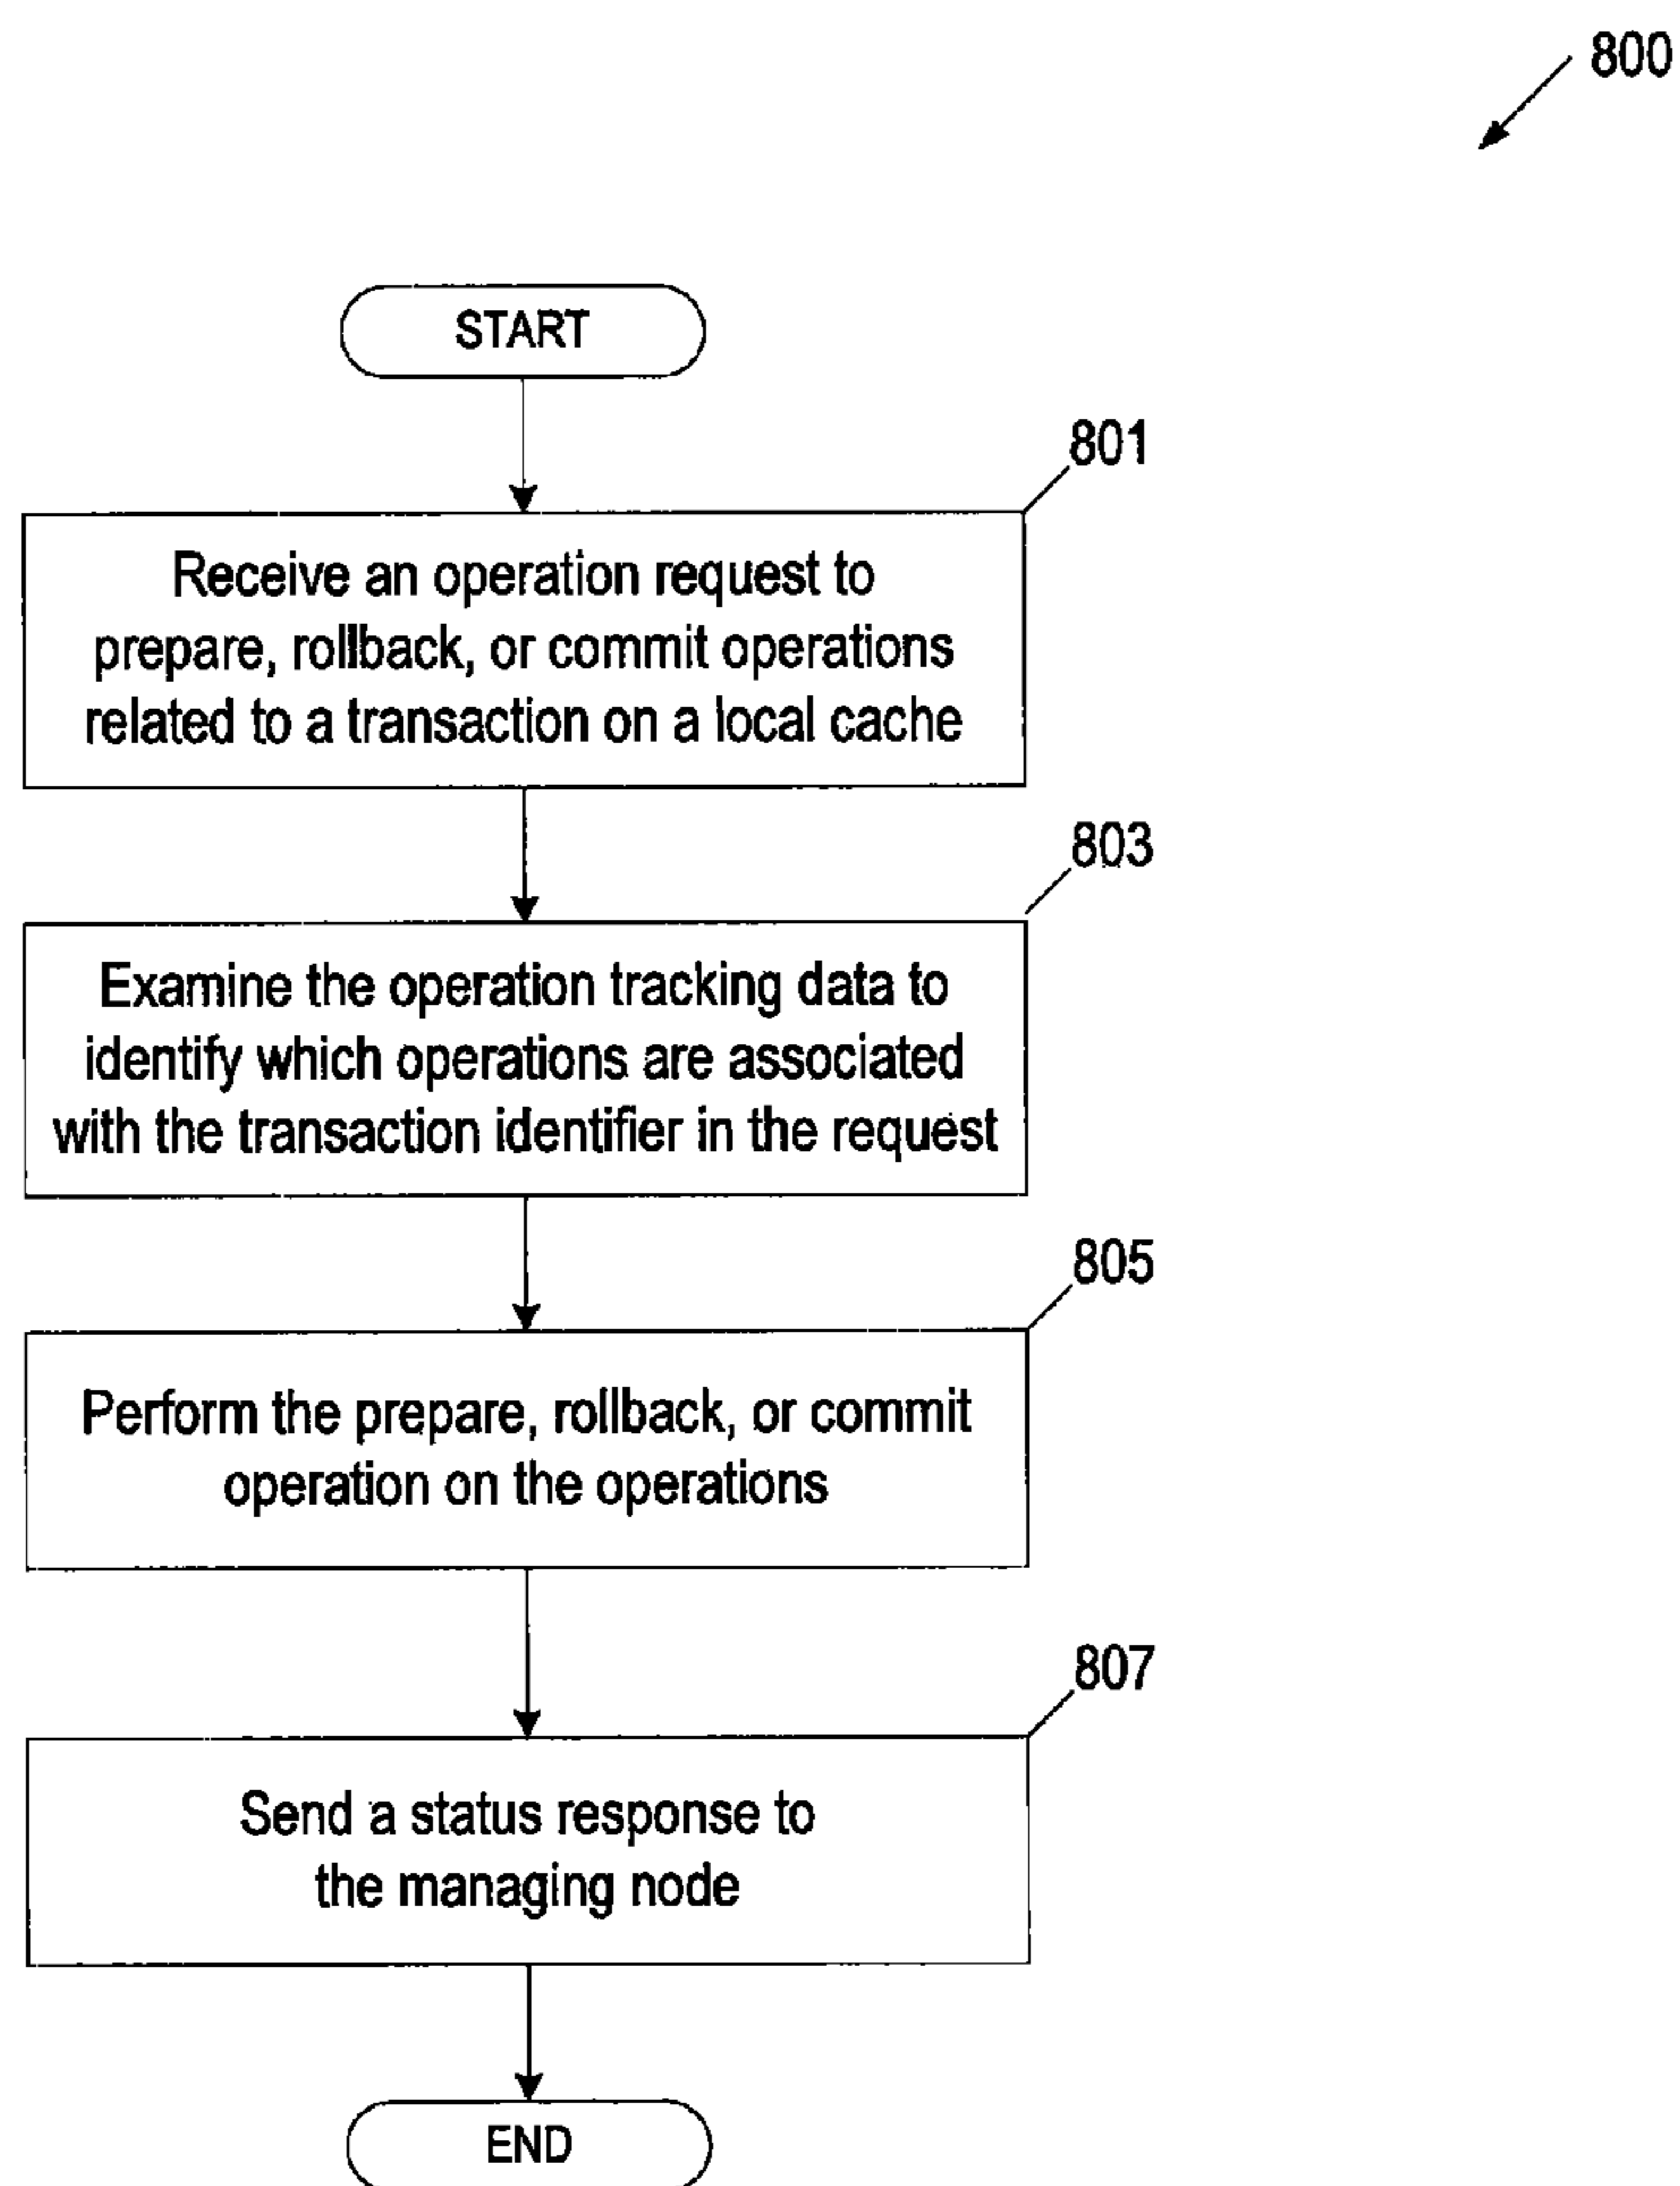 800
START
801
Receive an operation request to
prepare, rollback, or commit operations
related to a transaction on a local cache
803
Examine the operation tracking data to
identify which operations are associated
with the transaction identifier in the request
805
Perform the prepare, rollback, or commit
operation on the operations
807
Send a status response to
the managing node
END